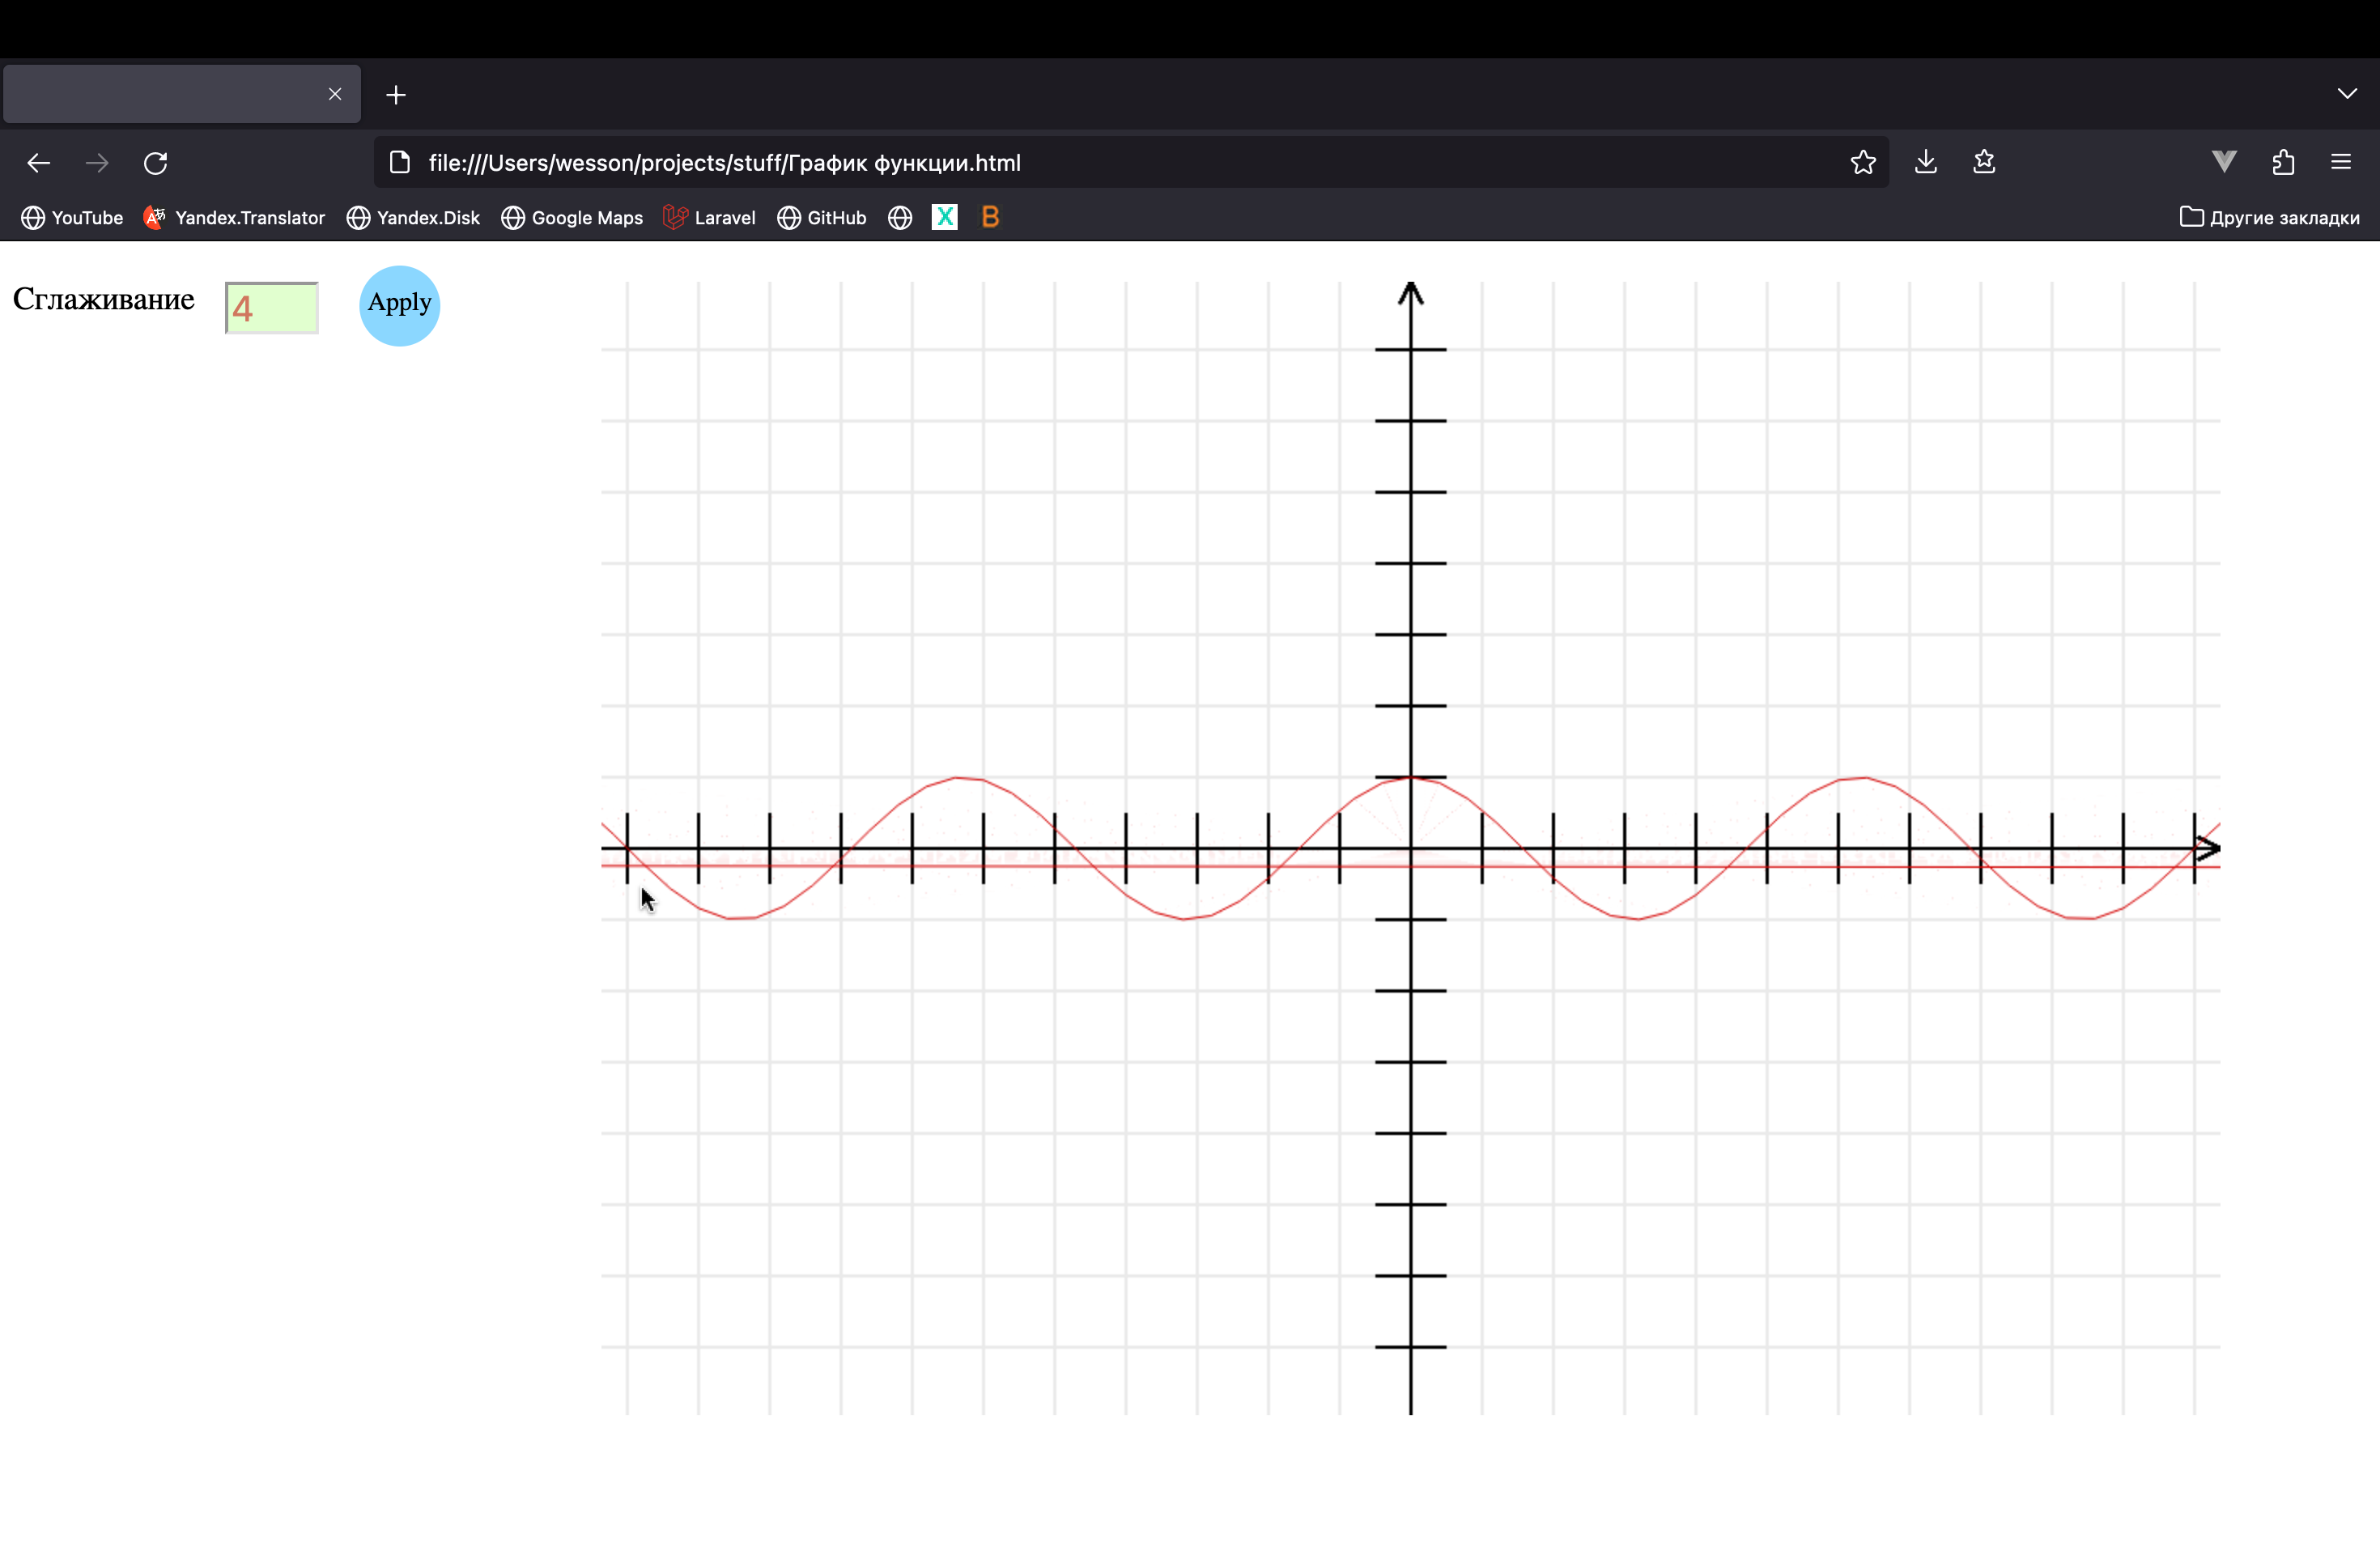 file:///Users/wesson/projects/stuff/График функции.html
YouTube Yandex.Translator Yandex.Disk Google Maps Laravel GitHub X B Другие закладки
Сглаживание 4 Apply